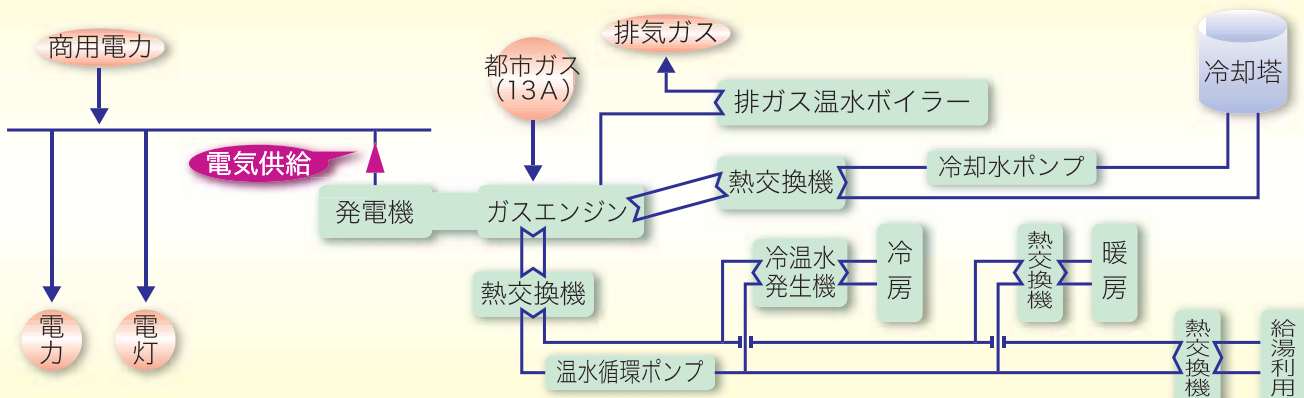 商用電力
都市ガス
(13A)
排気ガス
冷却塔
排ガス温水ボイラー
電気供給
熱交換機
冷却水ポンプ
発電機
ガスエンジン
熱交換機
冷温水
発生機
冷房
熱交換機
暖房
電力
電灯
温水循環ポンプ
熱交換機
給湯利用